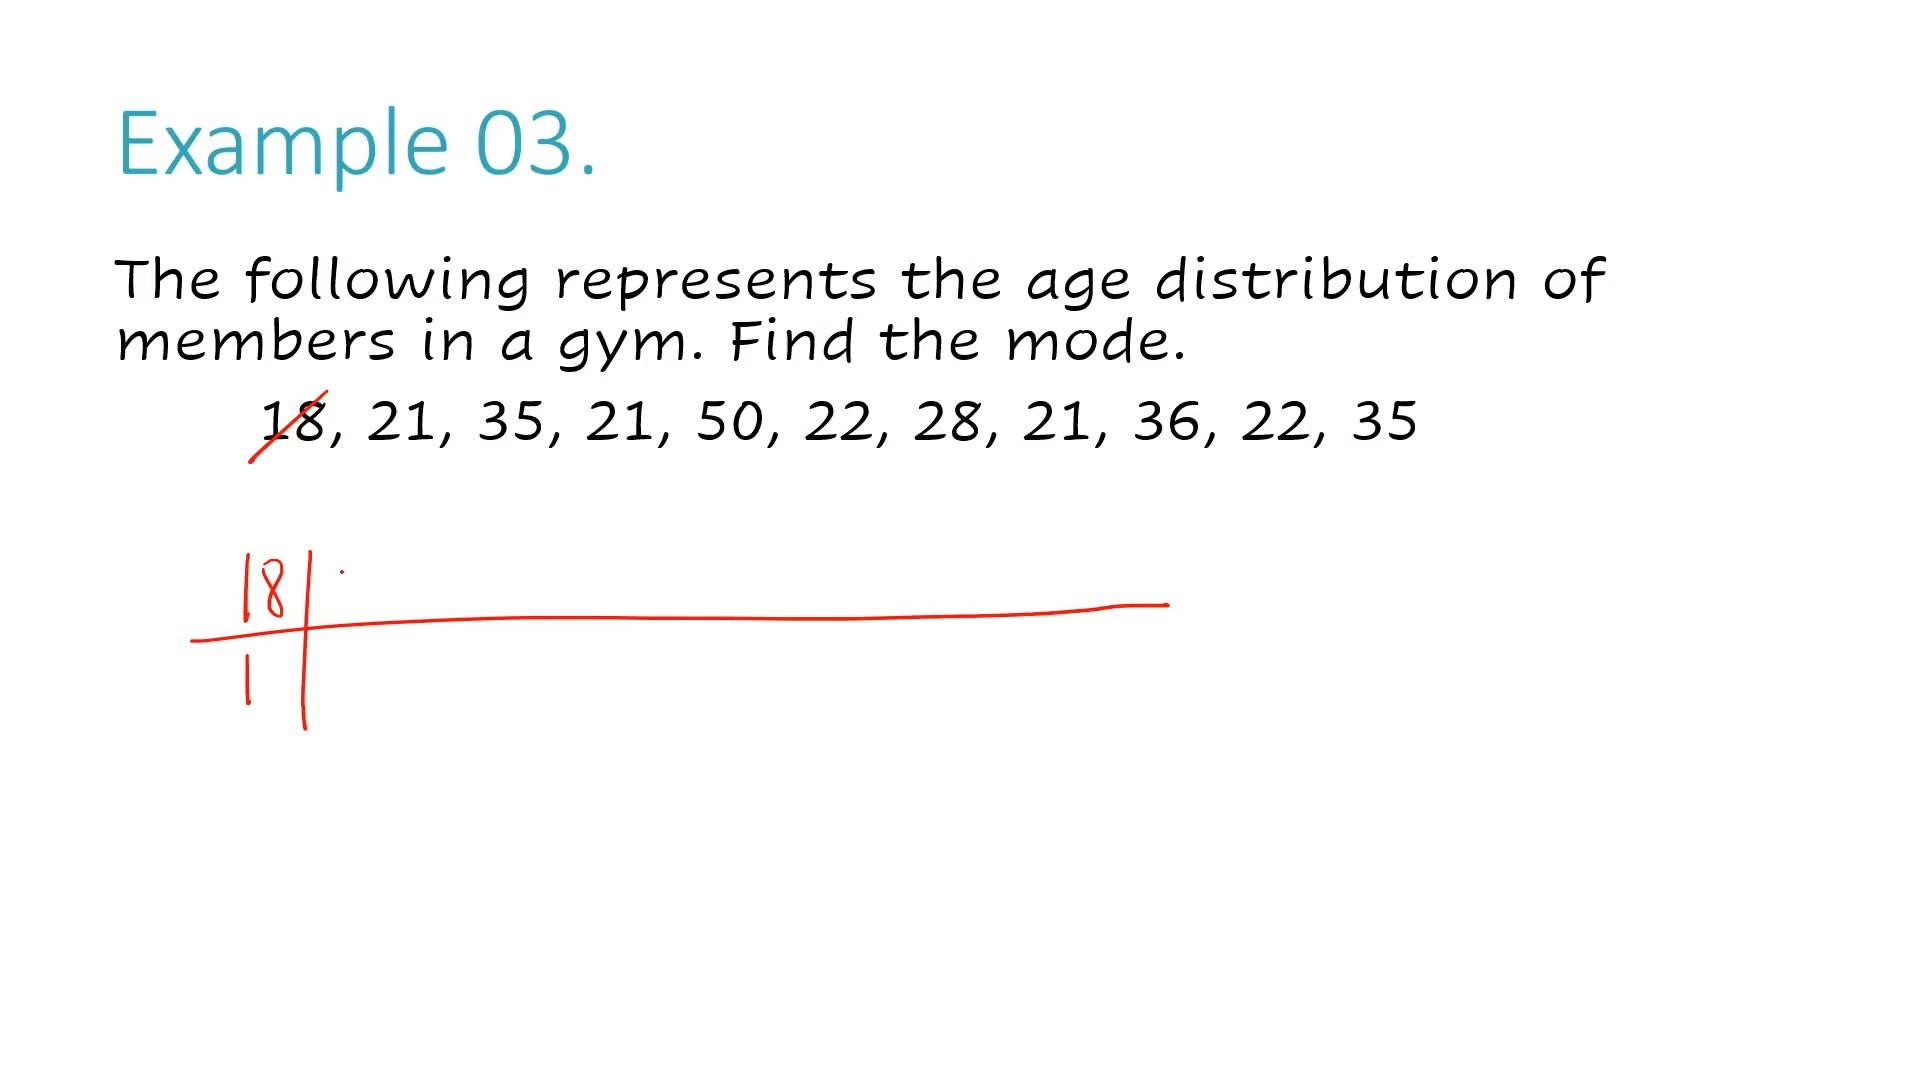 Example 03.
The following represents the age distribution of
members in a gym. Find the mode.
18, 21, 35, 21, 50, 22, 28, 21, 36, 22, 35
18
1